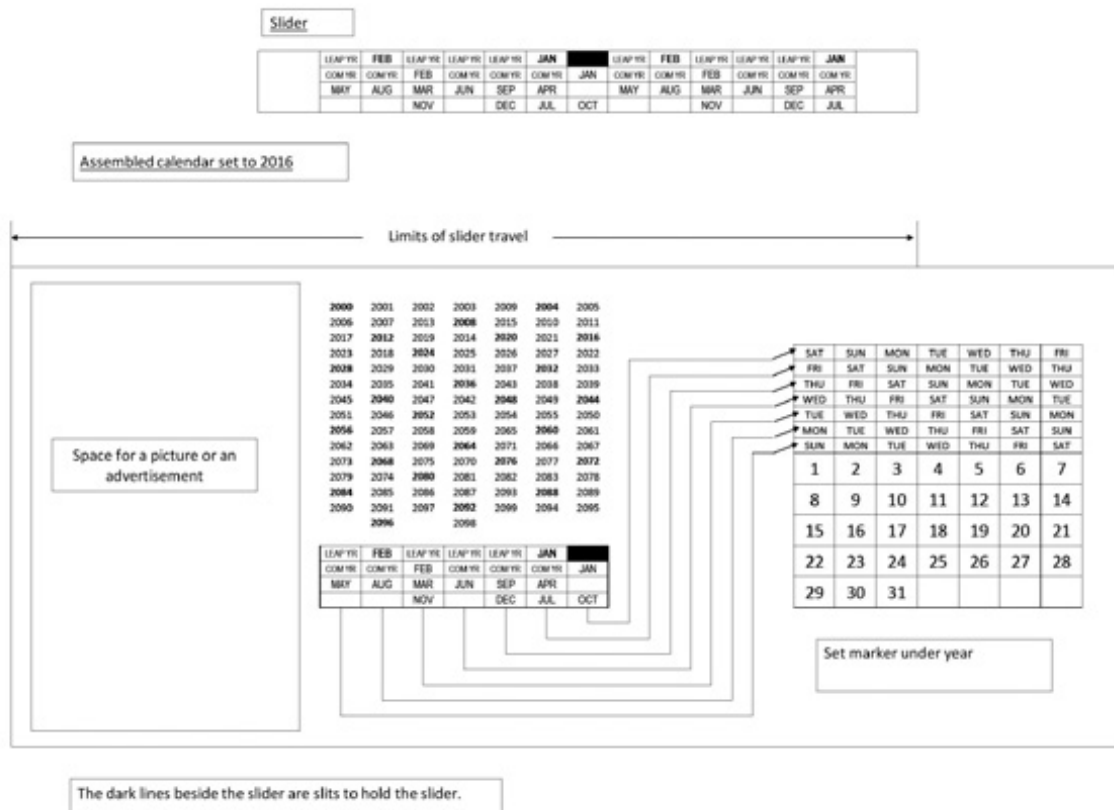 Slider
LEAP YR FEB LEAP YR LEAP YR LEAP YR JAN LEAP YR FEB LEAP YR LEAP YR LEAP YR JAN
COM YR COM YR FEB COM YR COM YR COM YR JAN COM YR COM YR FEB COM YR COM YR COM YR
MAY AUG MAR JUN SEP APR MAY AUG MAR JUN SEP APR
NOV DEC JUL OCT NOV DEC JUL
Assembled calendar set to 2016
Limits of slider travel
2000 2001 2002 2003 2009 2004 2005
2006 2007 2013 2008 2015 2010 2011
2017 2012 2019 2014 2020 2021 2016
2023 2018 2024 2025 2026 2027 2022
2028 2029 2030 2031 2037 2032 2033
2034 2035 2041 2036 2043 2038 2039
2045 2040 2047 2042 2048 2049 2044
2051 2046 2052 2053 2054 2055 2050
2056 2057 2058 2059 2065 2060 2061
2062 2063 2069 2064 2071 2066 2067
2073 2068 2075 2070 2076 2077 2072
2079 2074 2080 2081 2082 2083 2078
2084 2085 2086 2087 2093 2088 2089
2090 2091 2097 2092 2099 2094 2095
2096 2098
Space for a picture or an
advertisement
LEAP YR FEB LEAP YR LEAP YR LEAP YR JAN
COM YR COM YR FEB COM YR COM YR COM YR JAN
MAY AUG MAR JUN SEP APR
NOV DEC JUL OCT
SAT SUN MON TUE WED THU FRI
FRI SAT SUN MON TUE WED THU
THU FRI SAT SUN MON TUE WED
WED THU FRI SAT SUN MON TUE
TUE WED THU FRI SAT SUN MON
MON TUE WED THU FRI SAT SUN
SUN MON TUE WED THU FRI SAT
1 2 3 4 5 6 7
8 9 10 11 12 13 14
15 16 17 18 19 20 21
22 23 24 25 26 27 28
29 30 31
Set marker under year
The dark lines beside the slider are slits to hold the slider.